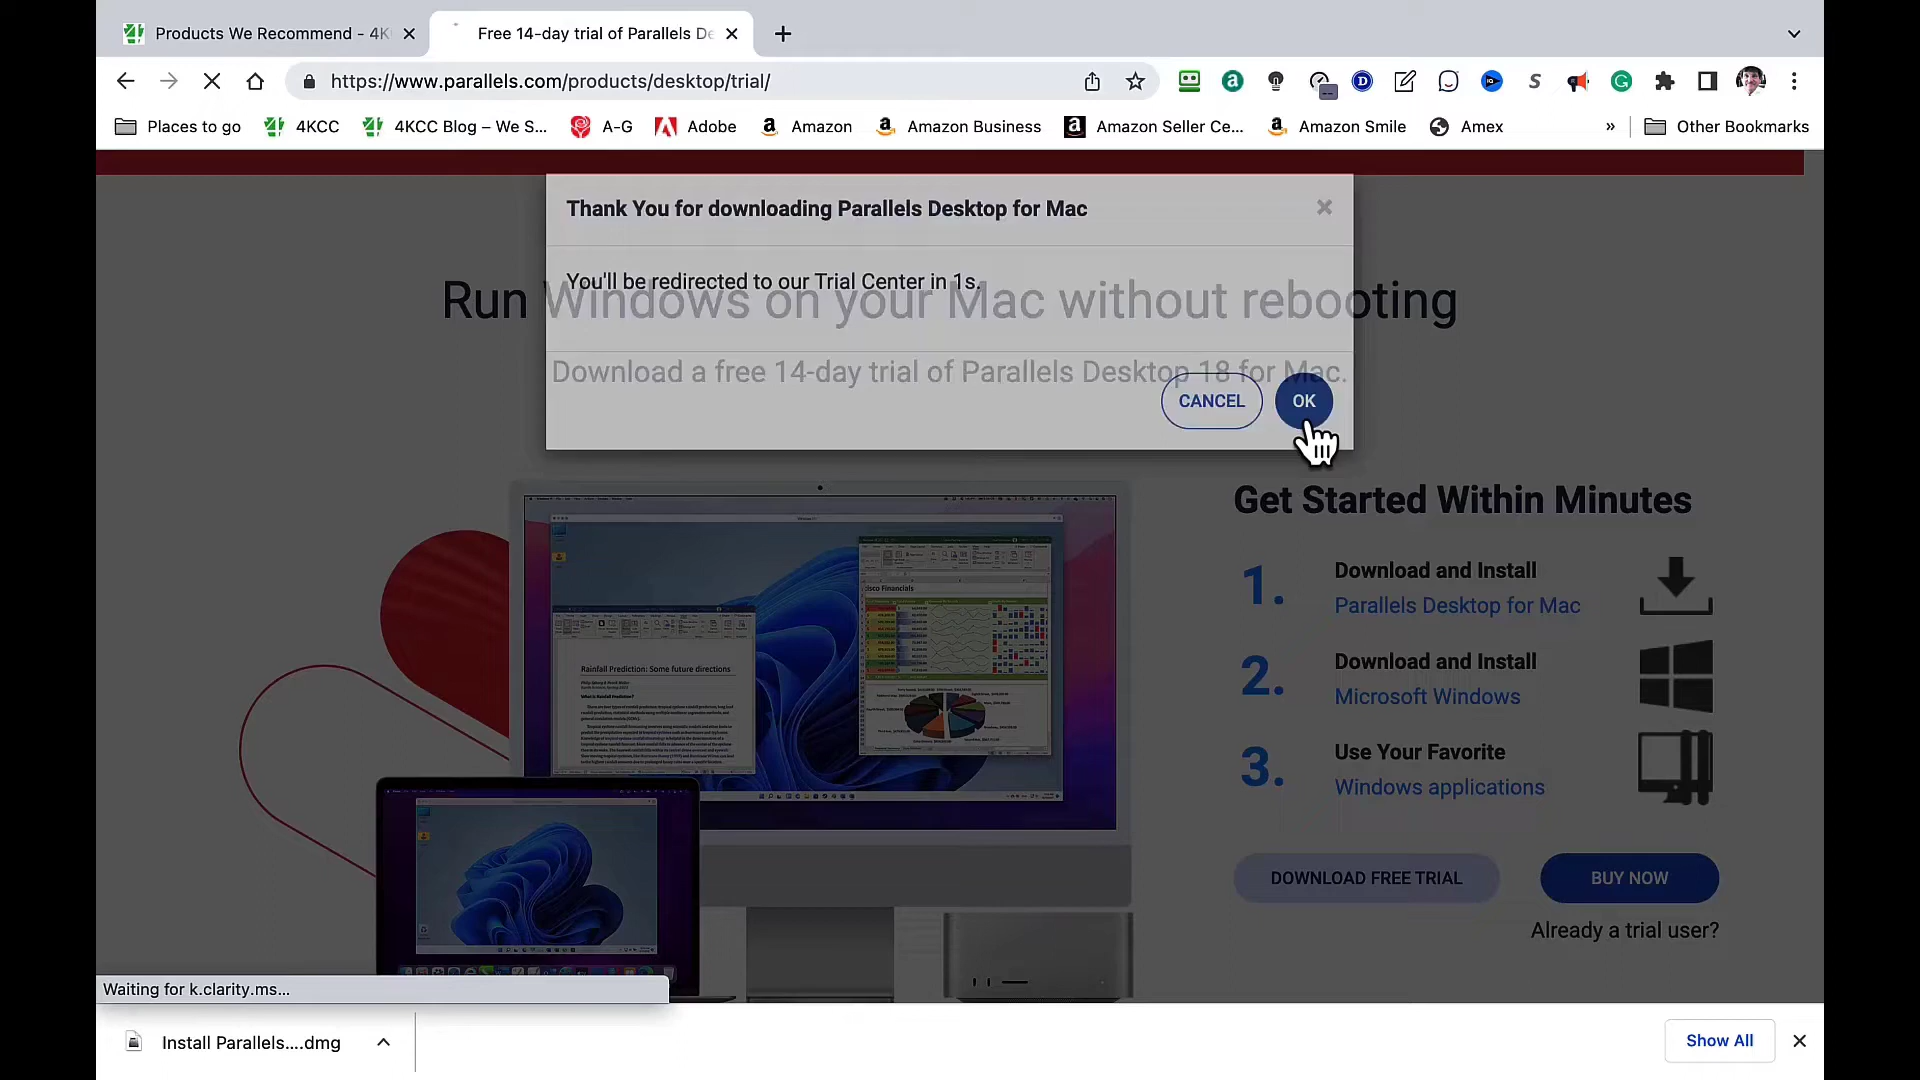 Products We Recommend - 4K
Free 14-day trial of Parallels De
https://www.parallels.com/products/desktop/trial/
Places to go
4KCC
4KCC Blog – We S...
A-G
Adobe
Amazon
Amazon Business
Amazon Seller Ce...
Amazon Smile
Amex
»
Other Bookmarks
Thank You for downloading Parallels Desktop for Mac
You'll be redirected to our Trial Center in 1s.
Run Windows on your Mac without rebooting
Download a free 14-day trial of Parallels Desktop 18 for Mac.
CANCEL
OK
Get Started Within Minutes
1.
Download and Install
Parallels Desktop for Mac
2.
Download and Install
Microsoft Windows
3.
Use Your Favorite
Windows applications
DOWNLOAD FREE TRIAL
BUY NOW
Already a trial user?
Rainfall Prediction: Some future directions
Waiting for k.clarity.ms...
Install Parallels....dmg
Show All